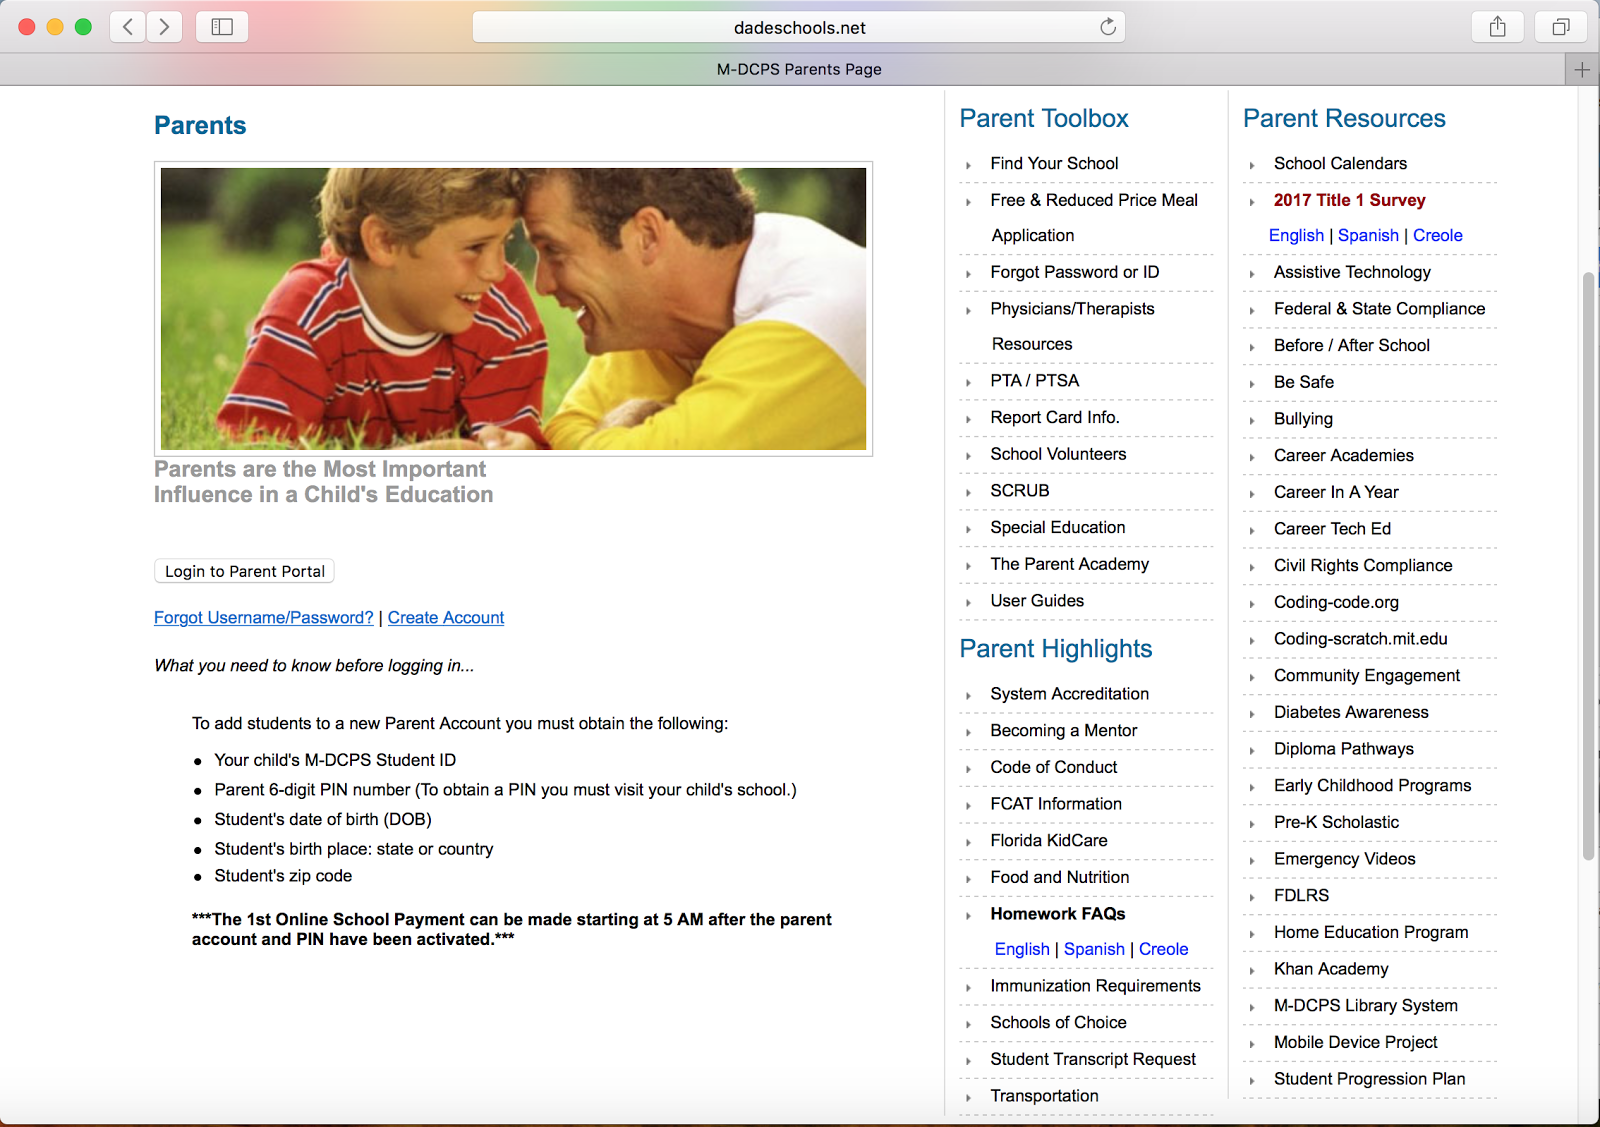 dadeschools.net
M-DCPS Parents Page
Parents
Parents are the Most Important
Influence in a Child's Education
Login to Parent Portal
Forgot Username/Password? | Create Account
What you need to know before logging in...
To add students to a new Parent Account you must obtain the following:
Your child's M-DCPS Student ID
Parent 6-digit PIN number (To obtain a PIN you must visit your child's school.)
Student's date of birth (DOB)
Student's birth place: state or country
Student's zip code
***The 1st Online School Payment can be made starting at 5 AM after the parent
account and PIN have been activated.***
Parent Toolbox
Find Your School
Free & Reduced Price Meal
Application
Forgot Password or ID
Physicians/Therapists
Resources
PTA / PTSA
Report Card Info.
School Volunteers
SCRUB
Special Education
The Parent Academy
User Guides
Parent Highlights
System Accreditation
Becoming a Mentor
Code of Conduct
FCAT Information
Florida KidCare
Food and Nutrition
Homework FAQs
English | Spanish | Creole
Immunization Requirements
Schools of Choice
Student Transcript Request
Transportation
Parent Resources
School Calendars
2017 Title 1 Survey
English | Spanish | Creole
Assistive Technology
Federal & State Compliance
Before / After School
Be Safe
Bullying
Career Academies
Career In A Year
Career Tech Ed
Civil Rights Compliance
Coding-code.org
Coding-scratch.mit.edu
Community Engagement
Diabetes Awareness
Diploma Pathways
Early Childhood Programs
Pre-K Scholastic
Emergency Videos
FDLRS
Home Education Program
Khan Academy
M-DCPS Library System
Mobile Device Project
Student Progression Plan